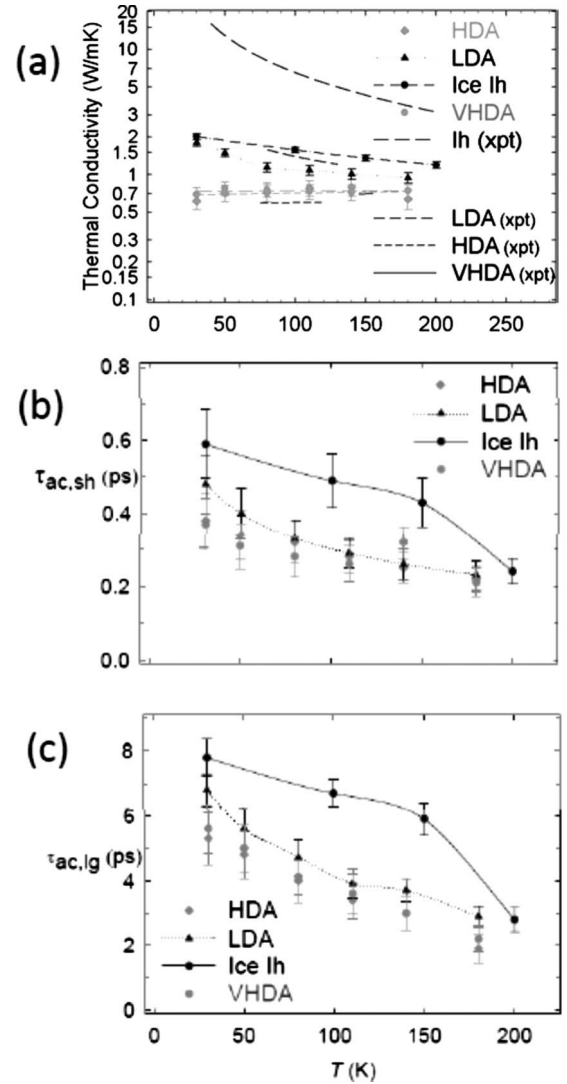 (a)
Thermal Conductivity (W/mK)
20
15
10
7
5
3
2
1.5
1
0.7
0.5
0.3
0.2
0.15
0.1
HDA
LDA
Ice Ih
VHDA
Ih (xpt)
LDA (xpt)
HDA (xpt)
VHDA (xpt)
0 50 100 150 200 250
(b)
τac,sh (ps)
0.8
0.6
0.4
0.2
0.0
HDA
LDA
Ice Ih
VHDA
(c)
τac,lg (ps)
8
6
4
2
0
HDA
LDA
Ice Ih
VHDA
0 50 100 150 200
T (K)